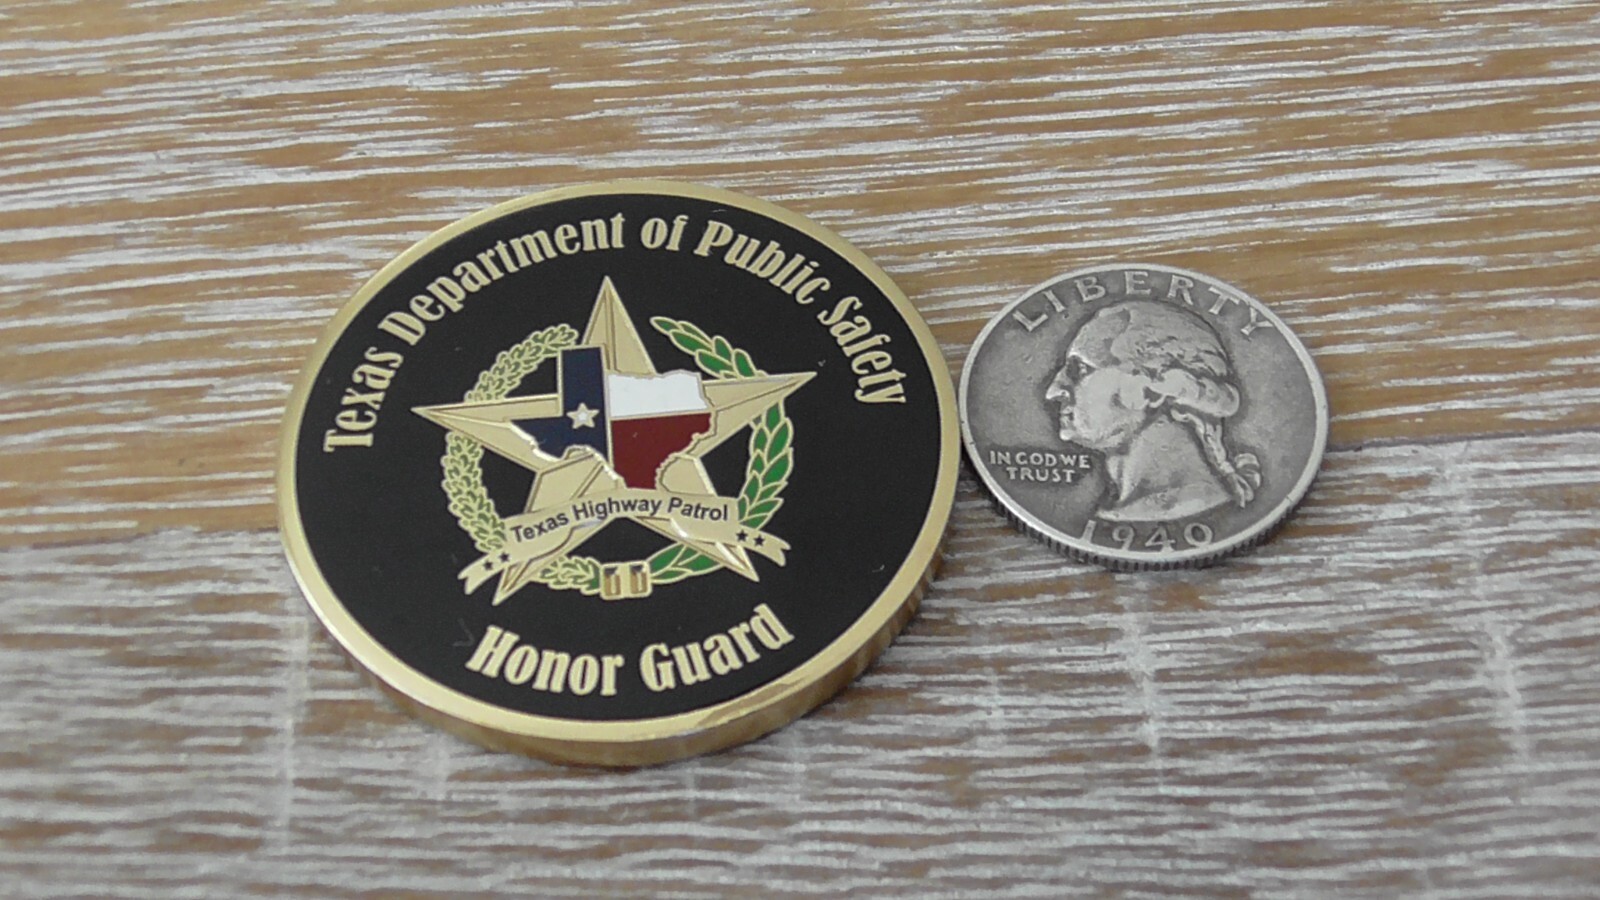 Texas Department of Public Safety
Texas Highway Patrol
Honor Guard
LIBERTY
IN GOD WE
TRUST
1940